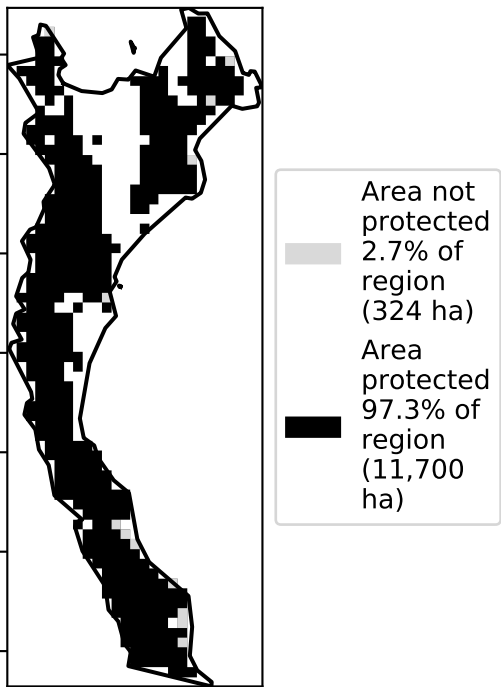 Area not
protected
2.7% of
region
(324 ha)
Area
protected
97.3% of
region
(11,700
ha)